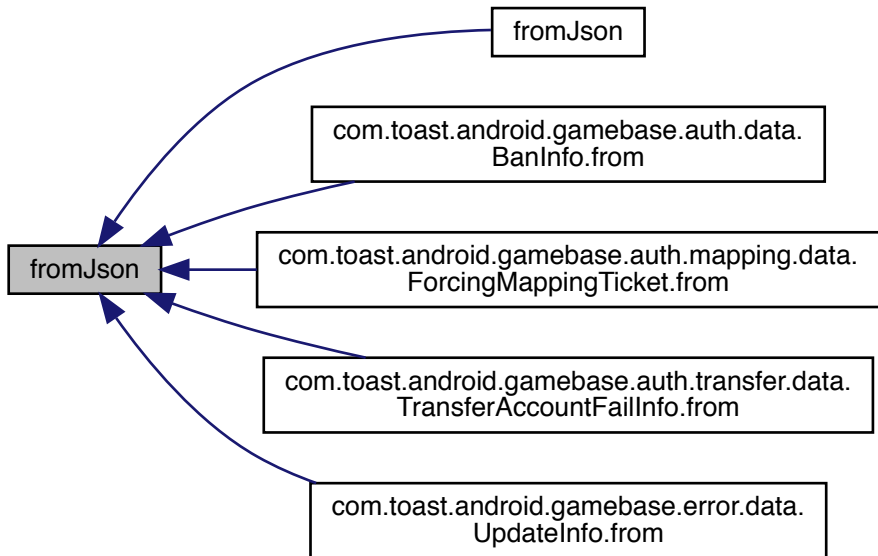 fromJson
com.toast.android.gamebase.auth.data.
BanInfo.from
fromJson
com.toast.android.gamebase.auth.mapping.data.
ForcingMappingTicket.from
com.toast.android.gamebase.auth.transfer.data.
TransferAccountFailInfo.from
com.toast.android.gamebase.error.data.
UpdateInfo.from